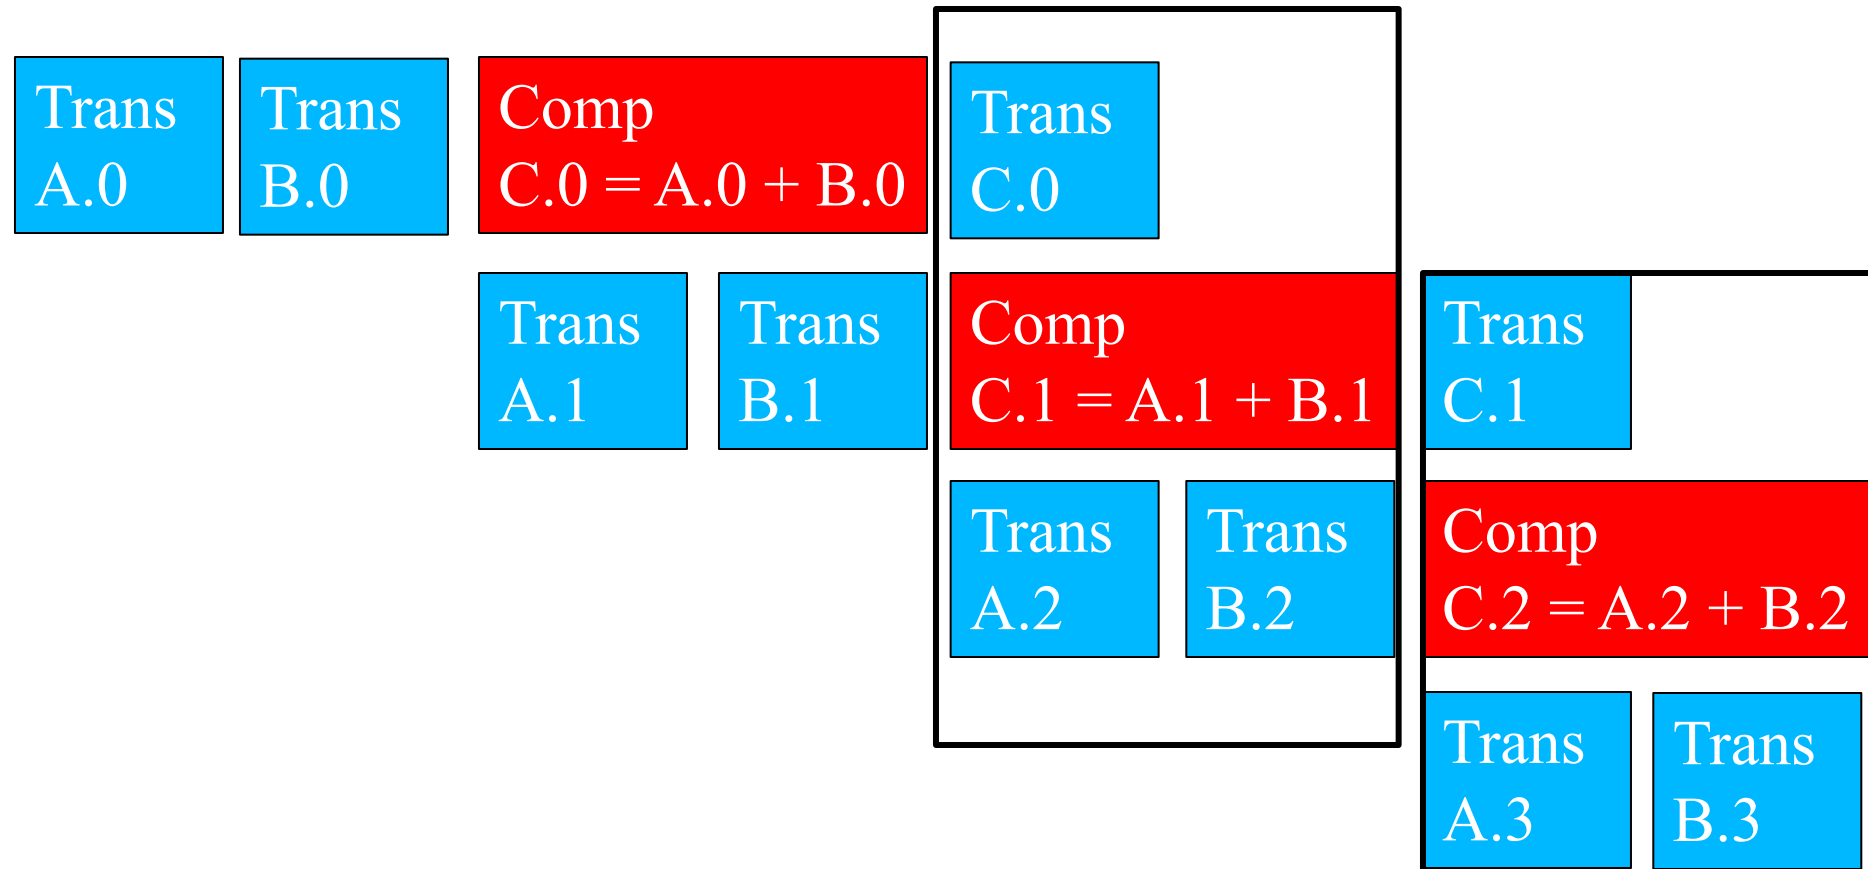 Trans
A.0
Trans
B.0
Comp
C.0 = A.0 + B.0
Trans
C.0
Trans
A.1
Trans
B.1
Comp
C.1 = A.1 + B.1
Trans
C.1
Trans
A.2
Trans
B.2
Comp
C.2 = A.2 + B.2
Trans
A.3
Trans
B.3